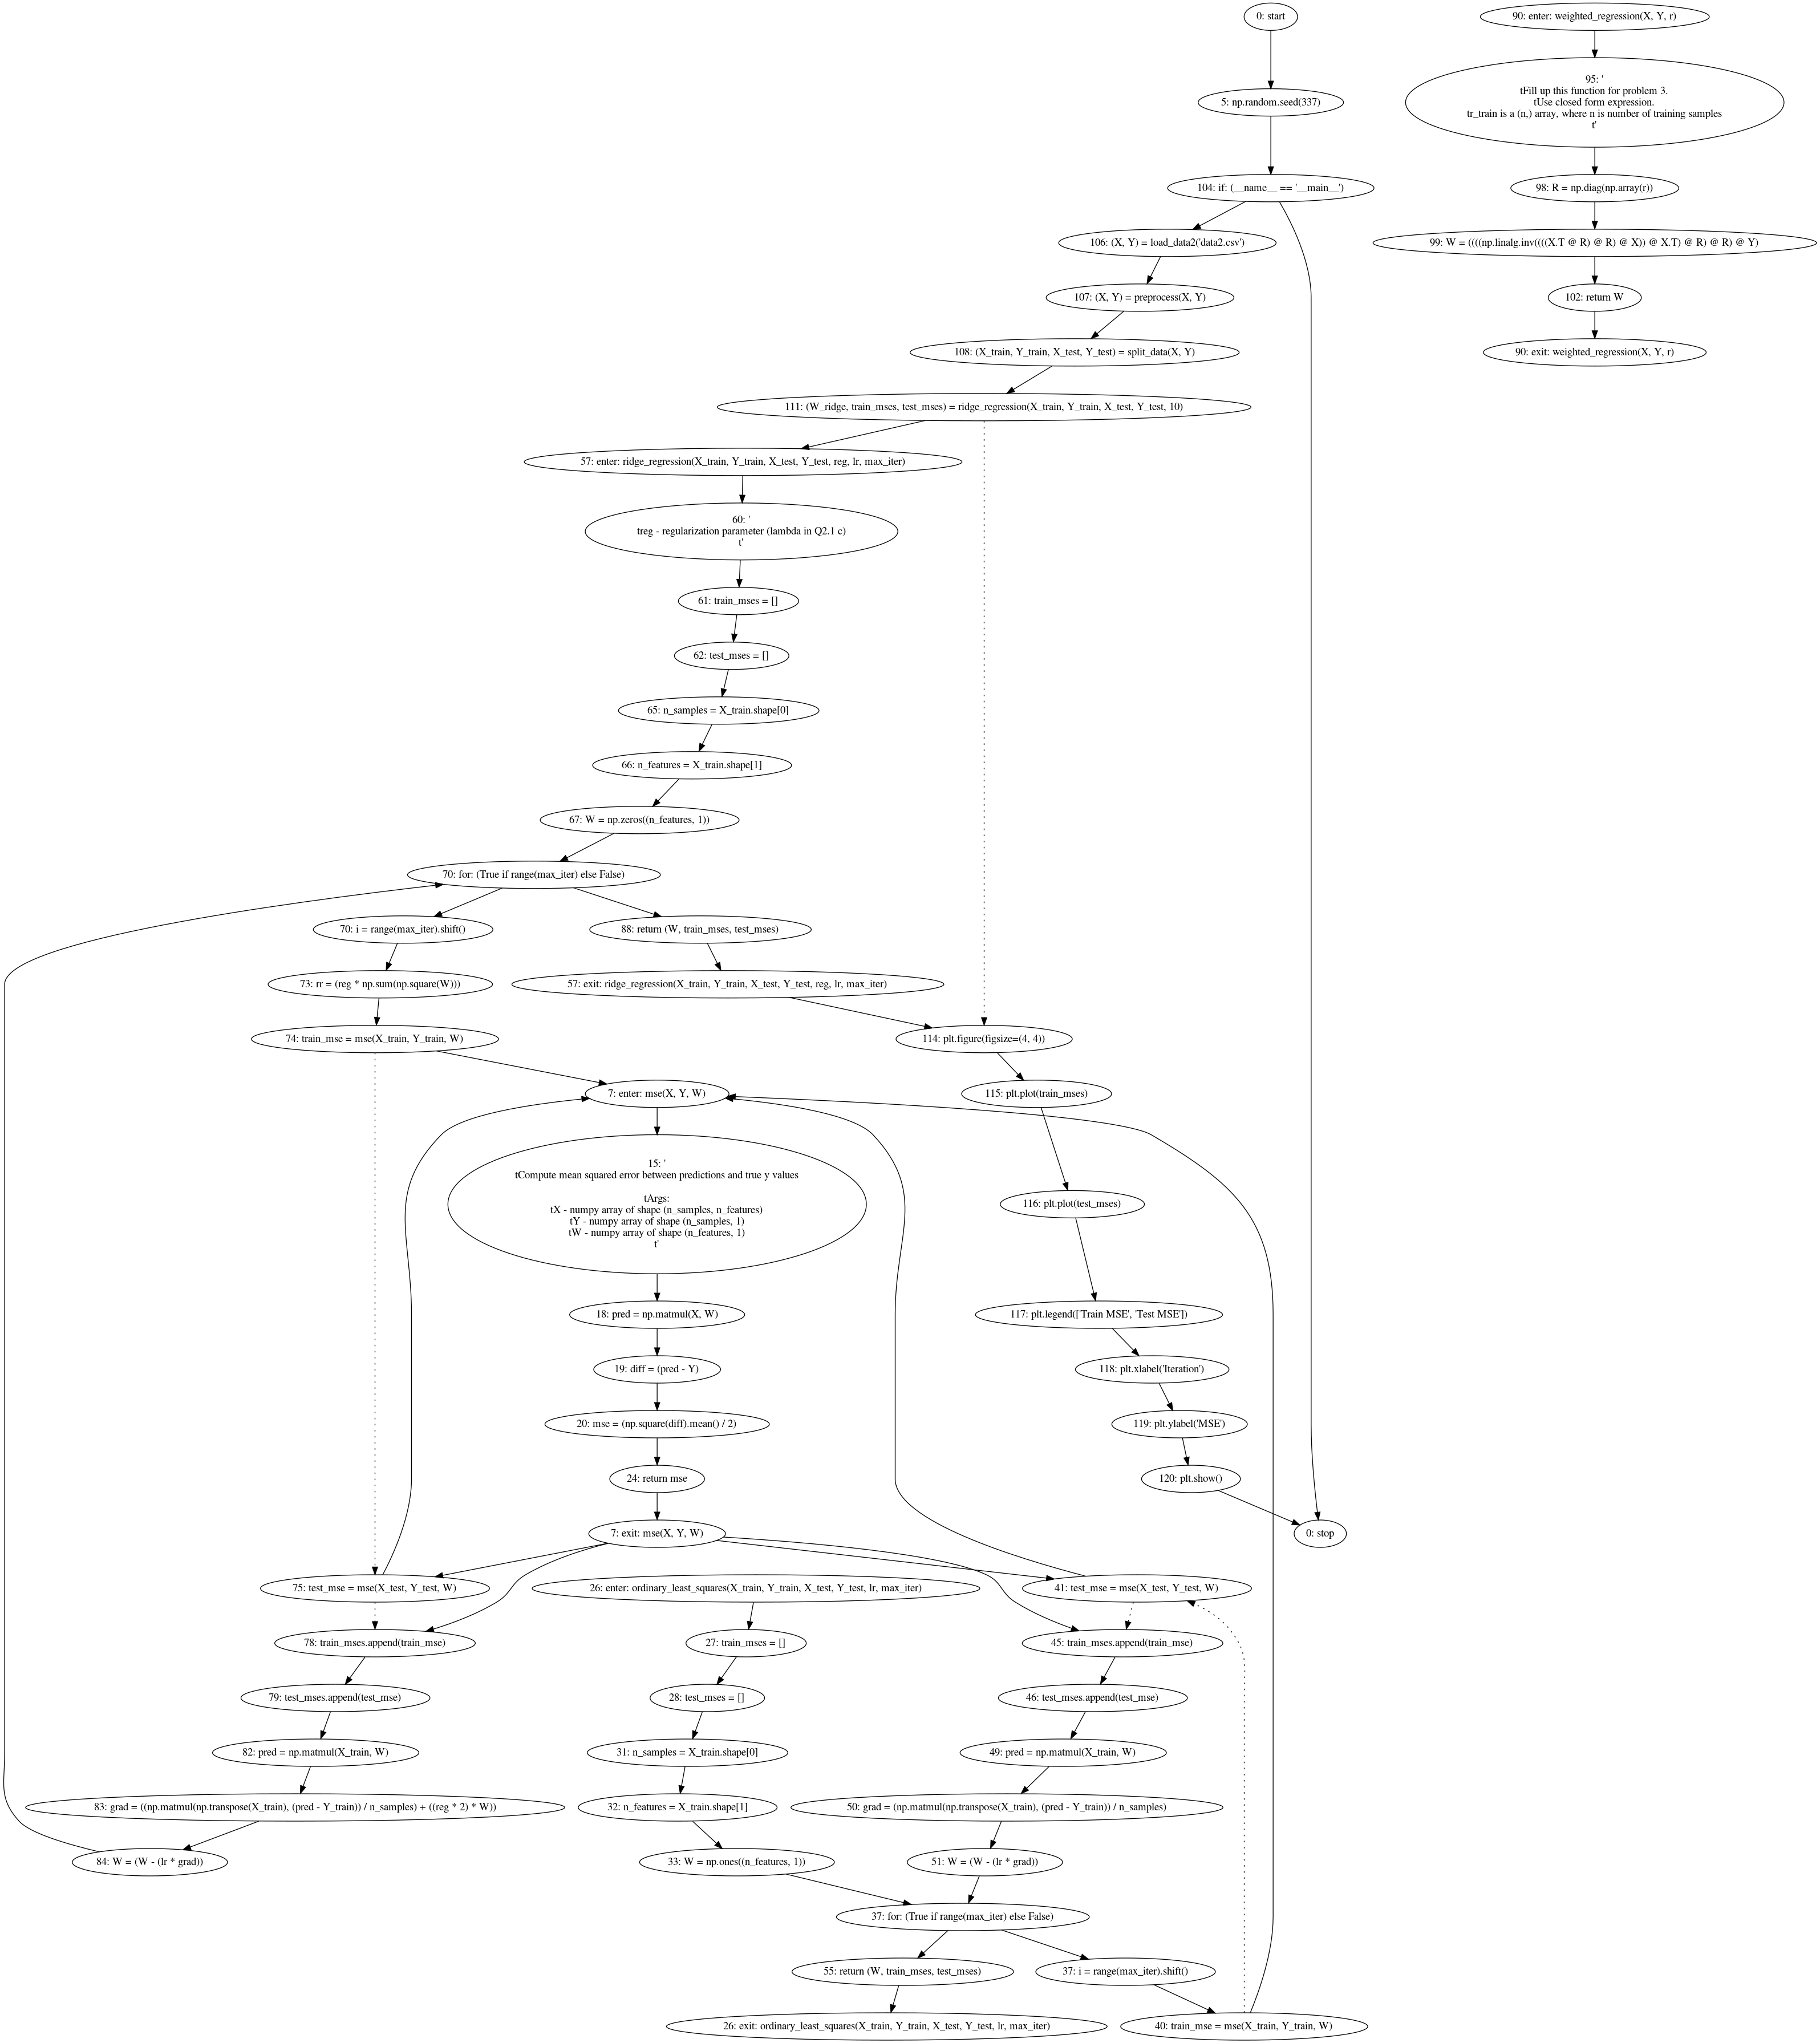 0: start
5: np.random.seed(337)
104: if: (__name__ == '__main__')
106: (X, Y) = load_data2('data2.csv')
107: (X, Y) = preprocess(X, Y)
108: (X_train, Y_train, X_test, Y_test) = split_data(X, Y)
111: (W_ridge, train_mses, test_mses) = ridge_regression(X_train, Y_train, X_test, Y_test, 10)
57: enter: ridge_regression(X_train, Y_train, X_test, Y_test, reg, lr, max_iter)
60: '
treg - regularization parameter (lambda in Q2.1 c)
t'
61: train_mses = []
62: test_mses = []
65: n_samples = X_train.shape[0]
66: n_features = X_train.shape[1]
67: W = np.zeros((n_features, 1))
70: for: (True if range(max_iter) else False)
70: i = range(max_iter).shift()
88: return (W, train_mses, test_mses)
73: rr = (reg * np.sum(np.square(W)))
57: exit: ridge_regression(X_train, Y_train, X_test, Y_test, reg, lr, max_iter)
74: train_mse = mse(X_train, Y_train, W)
114: plt.figure(figsize=(4, 4))
7: enter: mse(X, Y, W)
115: plt.plot(train_mses)
15: '
tCompute mean squared error between predictions and true y values
tArgs:
tX - numpy array of shape (n_samples, n_features)
tY - numpy array of shape (n_samples, 1)
tW - numpy array of shape (n_features, 1)
t'
116: plt.plot(test_mses)
18: pred = np.matmul(X, W)
117: plt.legend(['Train MSE', 'Test MSE'])
19: diff = (pred - Y)
118: plt.xlabel('Iteration')
20: mse = (np.square(diff).mean() / 2)
119: plt.ylabel('MSE')
24: return mse
120: plt.show()
7: exit: mse(X, Y, W)
0: stop
75: test_mse = mse(X_test, Y_test, W)
26: enter: ordinary_least_squares(X_train, Y_train, X_test, Y_test, lr, max_iter)
41: test_mse = mse(X_test, Y_test, W)
78: train_mses.append(train_mse)
27: train_mses = []
45: train_mses.append(train_mse)
79: test_mses.append(test_mse)
28: test_mses = []
46: test_mses.append(test_mse)
82: pred = np.matmul(X_train, W)
31: n_samples = X_train.shape[0]
49: pred = np.matmul(X_train, W)
83: grad = ((np.matmul(np.transpose(X_train), (pred - Y_train)) / n_samples) + ((reg * 2) * W))
32: n_features = X_train.shape[1]
50: grad = (np.matmul(np.transpose(X_train), (pred - Y_train)) / n_samples)
84: W = (W - (lr * grad))
33: W = np.ones((n_features, 1))
51: W = (W - (lr * grad))
37: for: (True if range(max_iter) else False)
55: return (W, train_mses, test_mses)
37: i = range(max_iter).shift()
26: exit: ordinary_least_squares(X_train, Y_train, X_test, Y_test, lr, max_iter)
40: train_mse = mse(X_train, Y_train, W)
90: enter: weighted_regression(X, Y, r)
95: '
tFill up this function for problem 3.
tUse closed form expression.
tr_train is a (n,) array, where n is number of training samples
t'
98: R = np.diag(np.array(r))
99: W = ((((np.linalg.inv((((X.T @ R) @ R) @ X)) @ X.T) @ R) @ R) @ Y)
102: return W
90: exit: weighted_regression(X, Y, r)